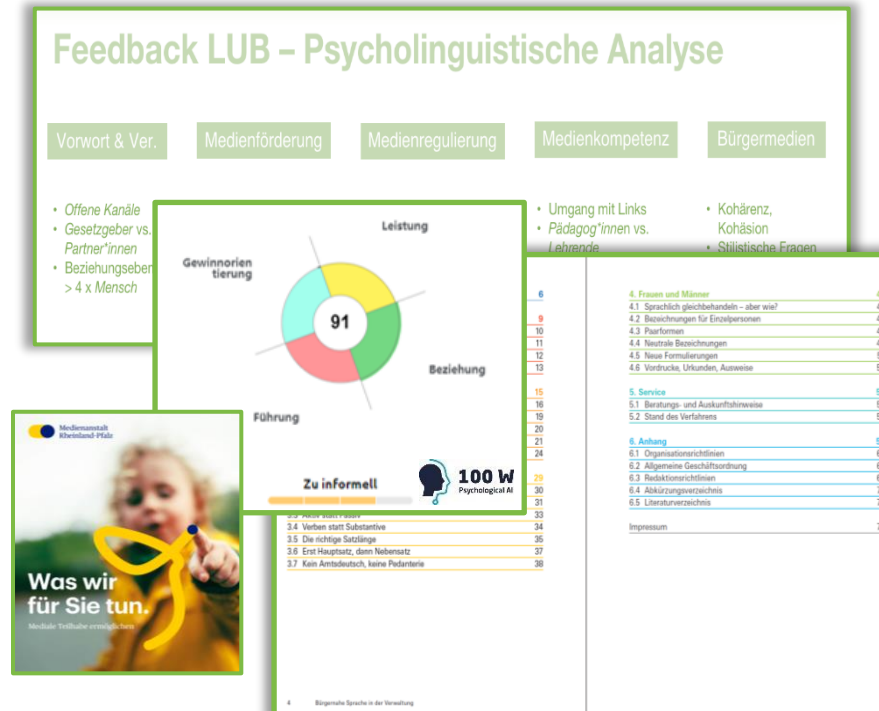 Feedback LUB – Psycholinguistische Analyse
Vorwort & Ver.
Medienförderung
Medienregulierung
Medienkompetenz
Bürgermedien
• Offene Kanäle
• Gesetzgeber vs.
Partner*innen
• Beziehungseben
> 4 x Mensch
• Umgang mit Links
• Pädagog*innen vs.
Lehrende
• Kohärenz,
Kohäsion
• Stilistische Fragen
Leistung
Gewinnorien
tierung
91
Beziehung
Führung
Zu informell
100 W
Psychological AI
Medienanstalt
Rheinland-Pfalz
Was wir
für Sie tun.
Mediale Teilhabe ermöglichen
6
9
10
11
12
13
15
16
19
20
21
24
29
30
31
3.3 Aktiv statt Passiv 33
3.4 Verben statt Substantive 34
3.5 Die richtige Satzlänge 35
3.6 Erst Hauptsatz, dann Nebensatz 37
3.7 Kein Amtsdeutsch, keine Pedanterie 38
4 Bürgernahe Sprache in der Verwaltung
4. Frauen und Männer
4.1 Sprachlich gleichbehandeln – aber wie?
4.2 Bezeichnungen für Einzelpersonen
4.3 Paarformen
4.4 Neutrale Bezeichnungen
4.5 Neue Formulierungen
4.6 Vordrucke, Urkunden, Ausweise
5. Service
5.1 Beratungs- und Auskunftshinweise
5.2 Stand des Verfahrens
6. Anhang
6.1 Organisationsrichtlinien
6.2 Allgemeine Geschäftsordnung
6.3 Redaktionsrichtlinien
6.4 Abkürzungsverzeichnis
6.5 Literaturverzeichnis
Impressum